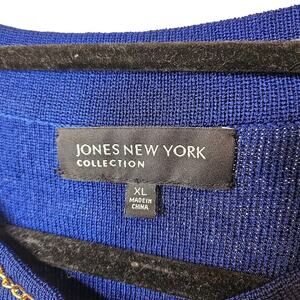 JONES NEW YORK
COLLECTION
XL
MADE IN
CHINA